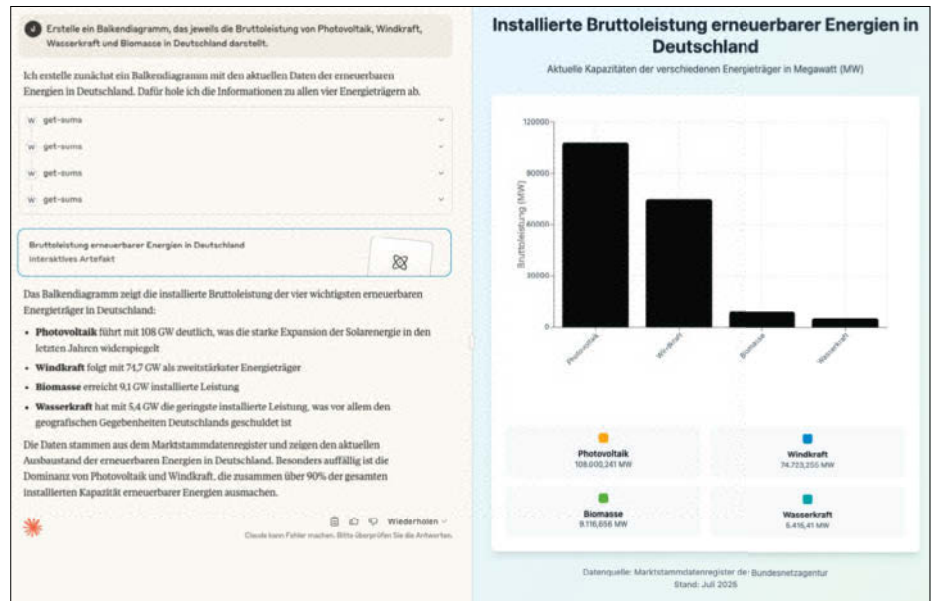 Erstelle ein Balkendiagramm, das jeweils die Bruttoleistung von Photovoltaik, Windkraft,
Wasserkraft und Biomasse in Deutschland darstellt.
Ich erstelle zunächst ein Balkendiagramm mit den aktuellen Daten der erneuerbaren
Energien in Deutschland. Dafür hole ich die Informationen zu allen vier Energieträgern ab.
W get-sums
W get-sums
W get-sums
W get-sums
Bruttoleistung erneuerbarer Energien in Deutschland
Interaktives Artefakt
Das Balkendiagramm zeigt die installierte Bruttoleistung der vier wichtigsten erneuerbaren
Energieträger in Deutschland:
• Photovoltaik führt mit 108 GW deutlich, was die starke Expansion der Solarenergie in den
letzten Jahren widerspiegelt
• Windkraft folgt mit 74,7 GW als zweitstärkster Energieträger
• Biomasse erreicht 9,1 GW installierte Leistung
• Wasserkraft hat mit 5,4 GW die geringste installierte Leistung, was vor allem den
geografischen Gegebenheiten Deutschlands geschuldet ist
Die Daten stammen aus dem Marktstammdatenregister und zeigen den aktuellen
Ausbaustand der erneuerbaren Energien in Deutschland. Besonders auffällig ist die
Dominanz von Photovoltaik und Windkraft, die zusammen über 90% der gesamten
installierten Kapazität erneuerbarer Energien ausmachen.
Wiederholen
Claude kann Fehler machen. Bitte überprüfen Sie die Antworten.
Installierte Bruttoleistung erneuerbarer Energien in
Deutschland
Aktuelle Kapazitäten der verschiedenen Energieträger in Megawatt (MW)
120000
90000
60000
30000
0
Bruttoleistung (MW)
Photovoltaik
Windkraft
Biomasse
Wasserkraft
Photovoltaik
108.000,241 MW
Windkraft
74.723,255 MW
Biomasse
9.116,656 MW
Wasserkraft
5.415,41 MW
Datenquelle: Marktstammdatenregister der Bundesnetzagentur
Stand: Juli 2025